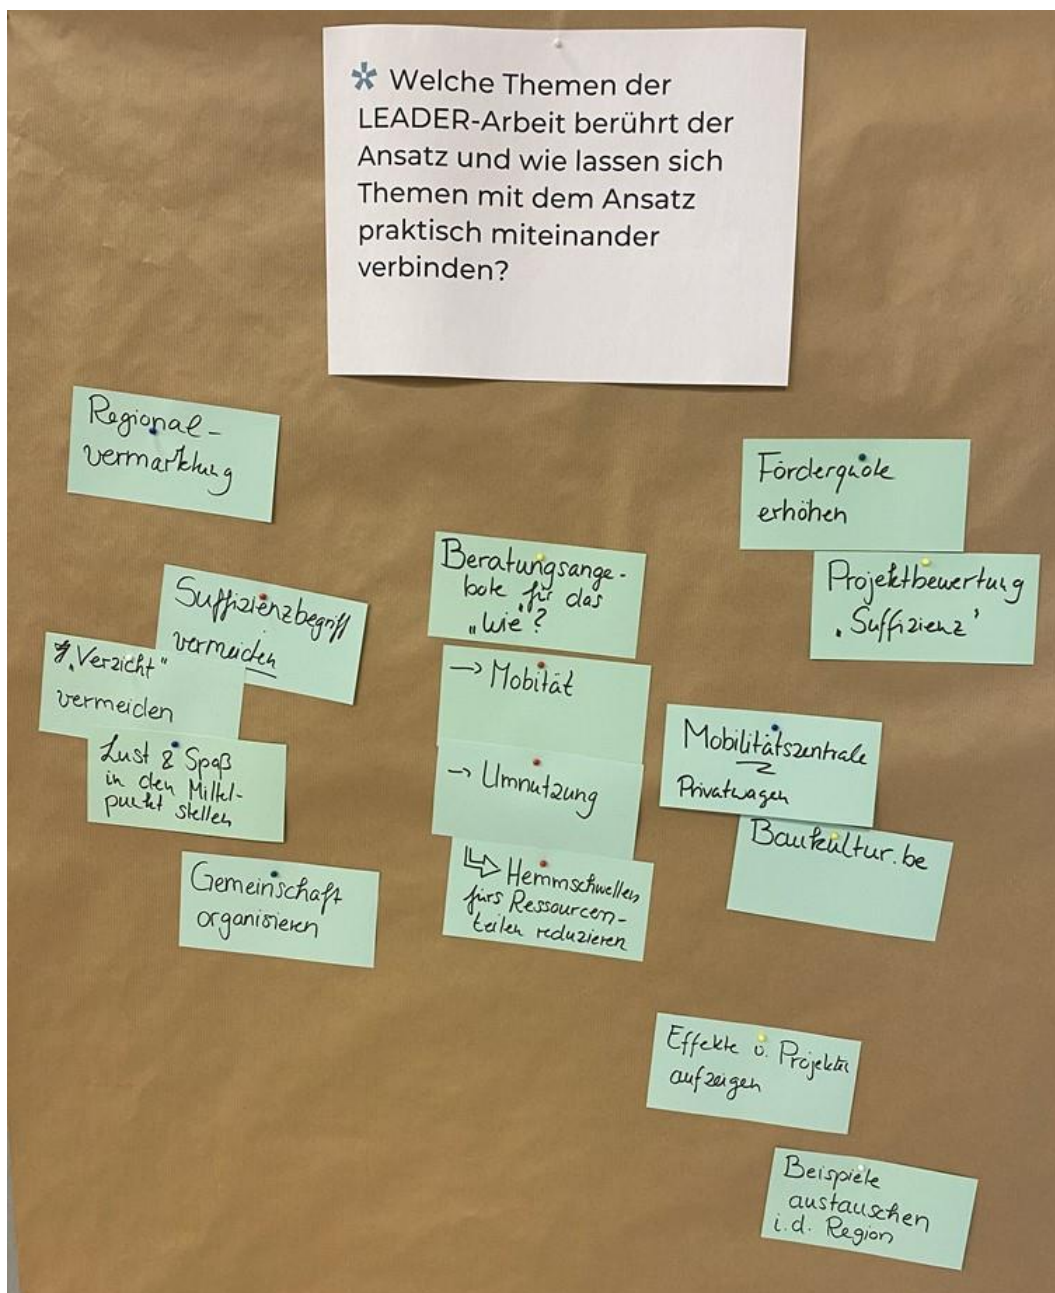 * Welche Themen der
LEADER-Arbeit berührt der
Ansatz und wie lassen sich
Themen mit dem Ansatz
praktisch miteinander
verbinden?
Regional-
vermarktung
Suffizienzbegriff
vermeiden
"Verzicht"
vermeiden
Lust & Spaß
in den Mittel-
punkt stellen
Gemeinschaft
organisieren
Beratungsange-
bote für das
„Wie"?
→ Mobilität
→ Umnutzung
↳ Hemmschwellen
fürs Ressourcen-
teilen reduzieren
Förderquote
erhöhen
Projektbewertung
„Suffizienz'
Mobilitätszentrale
Privatwagen
Baukultur.be
Effekte v. Projekten
aufzeigen
Beispiele
austauschen
i.d. Region